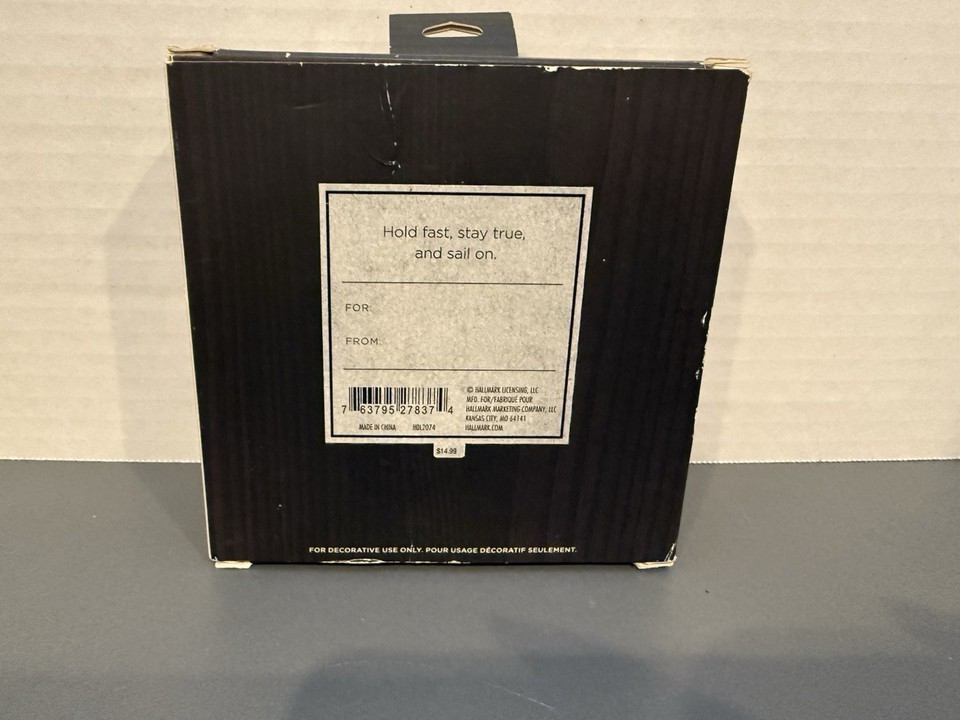 Hold fast, stay true,
and sail on.
FOR:
FROM:
7 63795 27837 4
MADE IN CHINA HDL2074
© HALLMARK LICENSING, LLC
MFD. FOR/FABRIQUÉ POUR
HALLMARK MARKETING COMPANY, LLC
KANSAS CITY, MO 64141
HALLMARK.COM
$14.99
FOR DECORATIVE USE ONLY. POUR USAGE DÉCORATIF SEULEMENT.